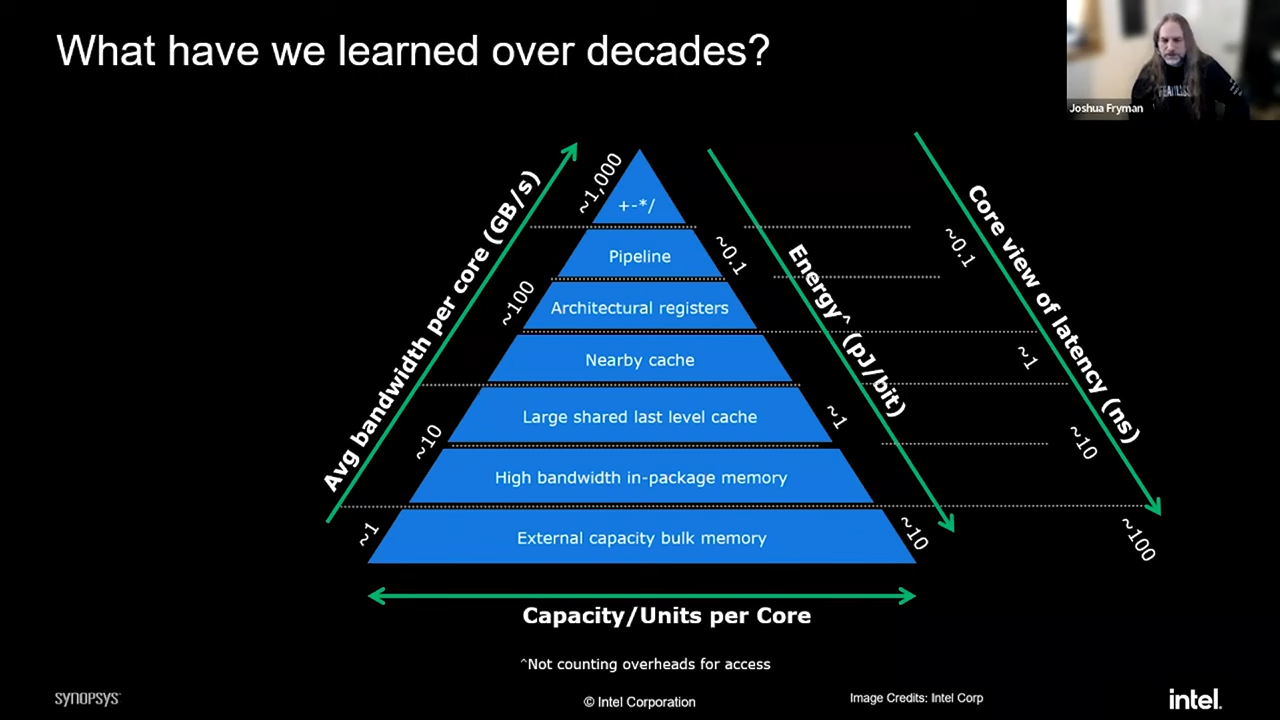 What have we learned over decades?
FEARLESS
Joshua Fryman
Avg bandwidth per core (GB/s)
~1,000
~100
~10
~1
+-*/
Pipeline
Architectural registers
Nearby cache
Large shared last level cache
High bandwidth in-package memory
External capacity bulk memory
Energy^ (pJ/bit)
~0.1
~1
~10
Core view of latency (ns)
~0.1
~1
~10
~100
Capacity/Units per Core
^Not counting overheads for access
SYNOPSYS
© Intel Corporation
Image Credits: Intel Corp
intel.